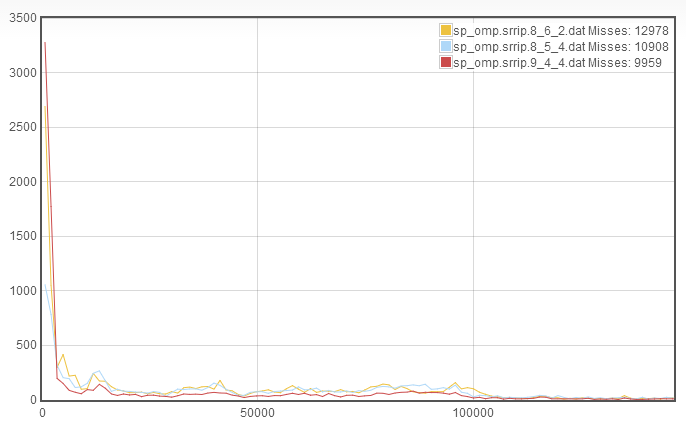 3500
sp_omp.srrip.8_6_2.dat Misses: 12978
sp_omp.srrip.8_5_4.dat Misses: 10908
sp_omp.srrip.9_4_4.dat Misses: 9959
3000
2500
2000
1500
1000
500
0
0 50000 100000